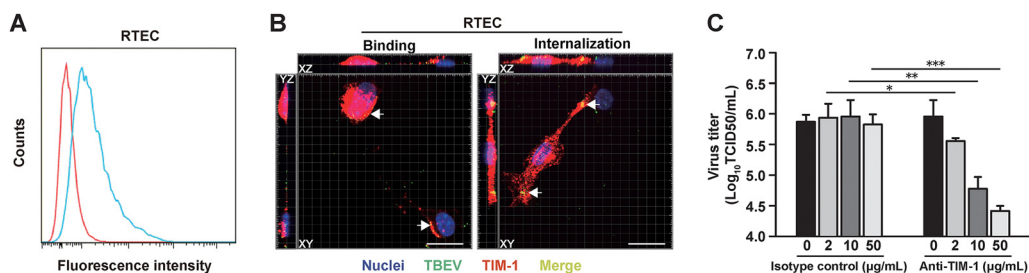 A
RTEC
Counts
Fluorescence intensity
B
RTEC
Binding
Internalization
XZ
XZ
YZ
YZ
XY
XY
Nuclei TBEV TIM-1 Merge
C
Virus titer
(Log10TCID50/mL)
7.0
6.5
6.0
5.5
5.0
4.5
4.0
***
**
*
0 2 10 50 0 2 10 50
Isotype control (μg/mL) Anti-TIM-1 (μg/mL)